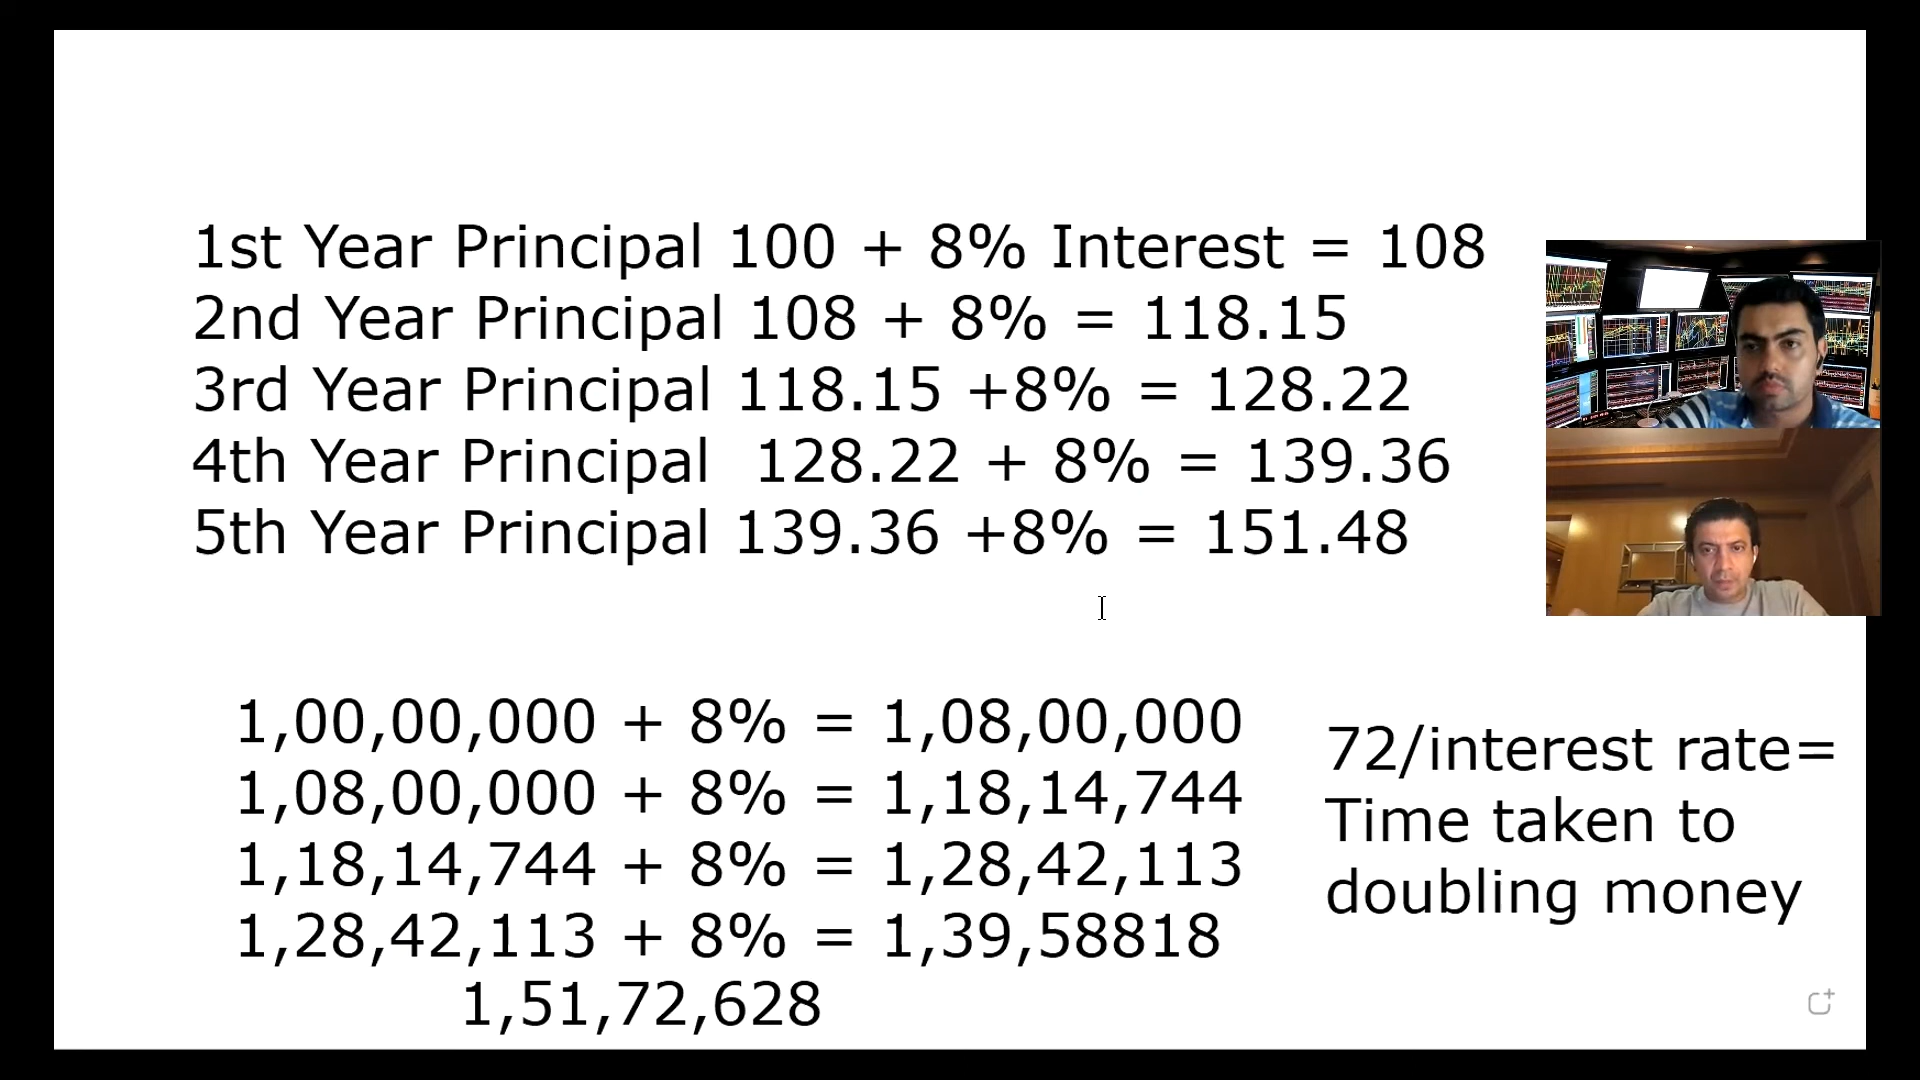 1st Year Principal 100 + 8% Interest = 108
2nd Year Principal 108 + 8% = 118.15
3rd Year Principal 118.15 +8% = 128.22
4th Year Principal  128.22 + 8% = 139.36
5th Year Principal 139.36 +8% = 151.48
1,00,00,000 + 8% = 1,08,00,000
1,08,00,000 + 8% = 1,18,14,744
1,18,14,744 + 8% = 1,28,42,113
1,28,42,113 + 8% = 1,39,58818
1,51,72,628
72/interest rate=
Time taken to
doubling money